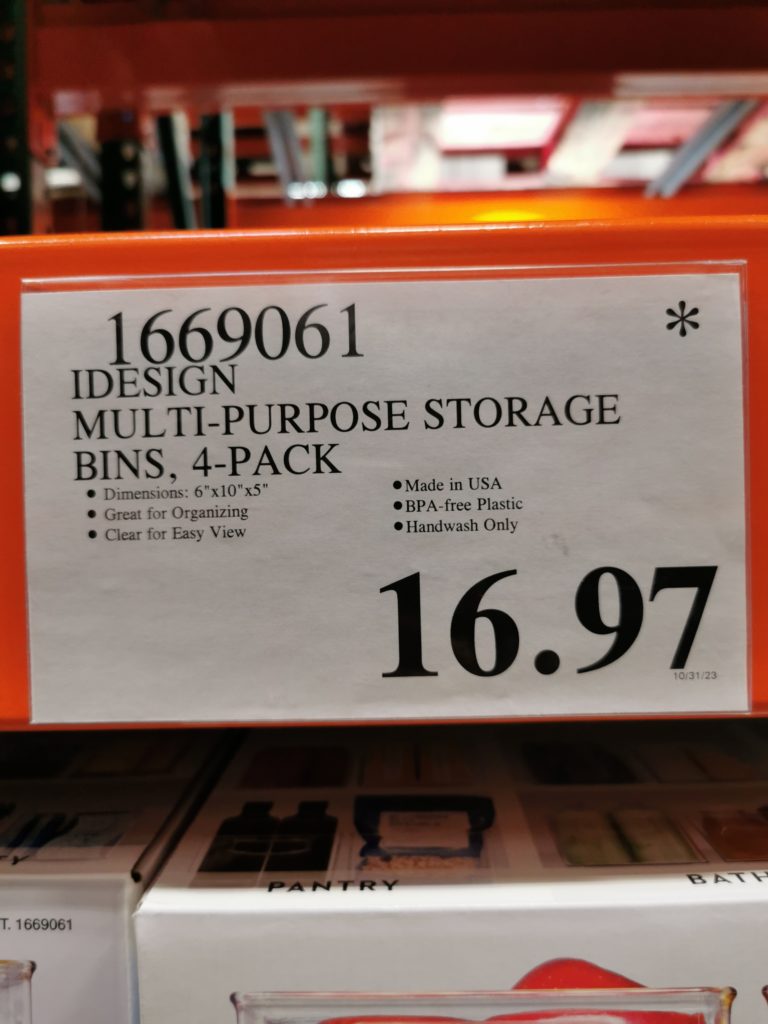 1669061
*
IDESIGN
MULTI-PURPOSE STORAGE
BINS, 4-PACK
• Dimensions: 6"x10"x5"
• Great for Organizing
• Clear for Easy View
• Made in USA
• BPA-free Plastic
• Handwash Only
16.97
10/31/23
PANTRY
BATH
T. 1669061